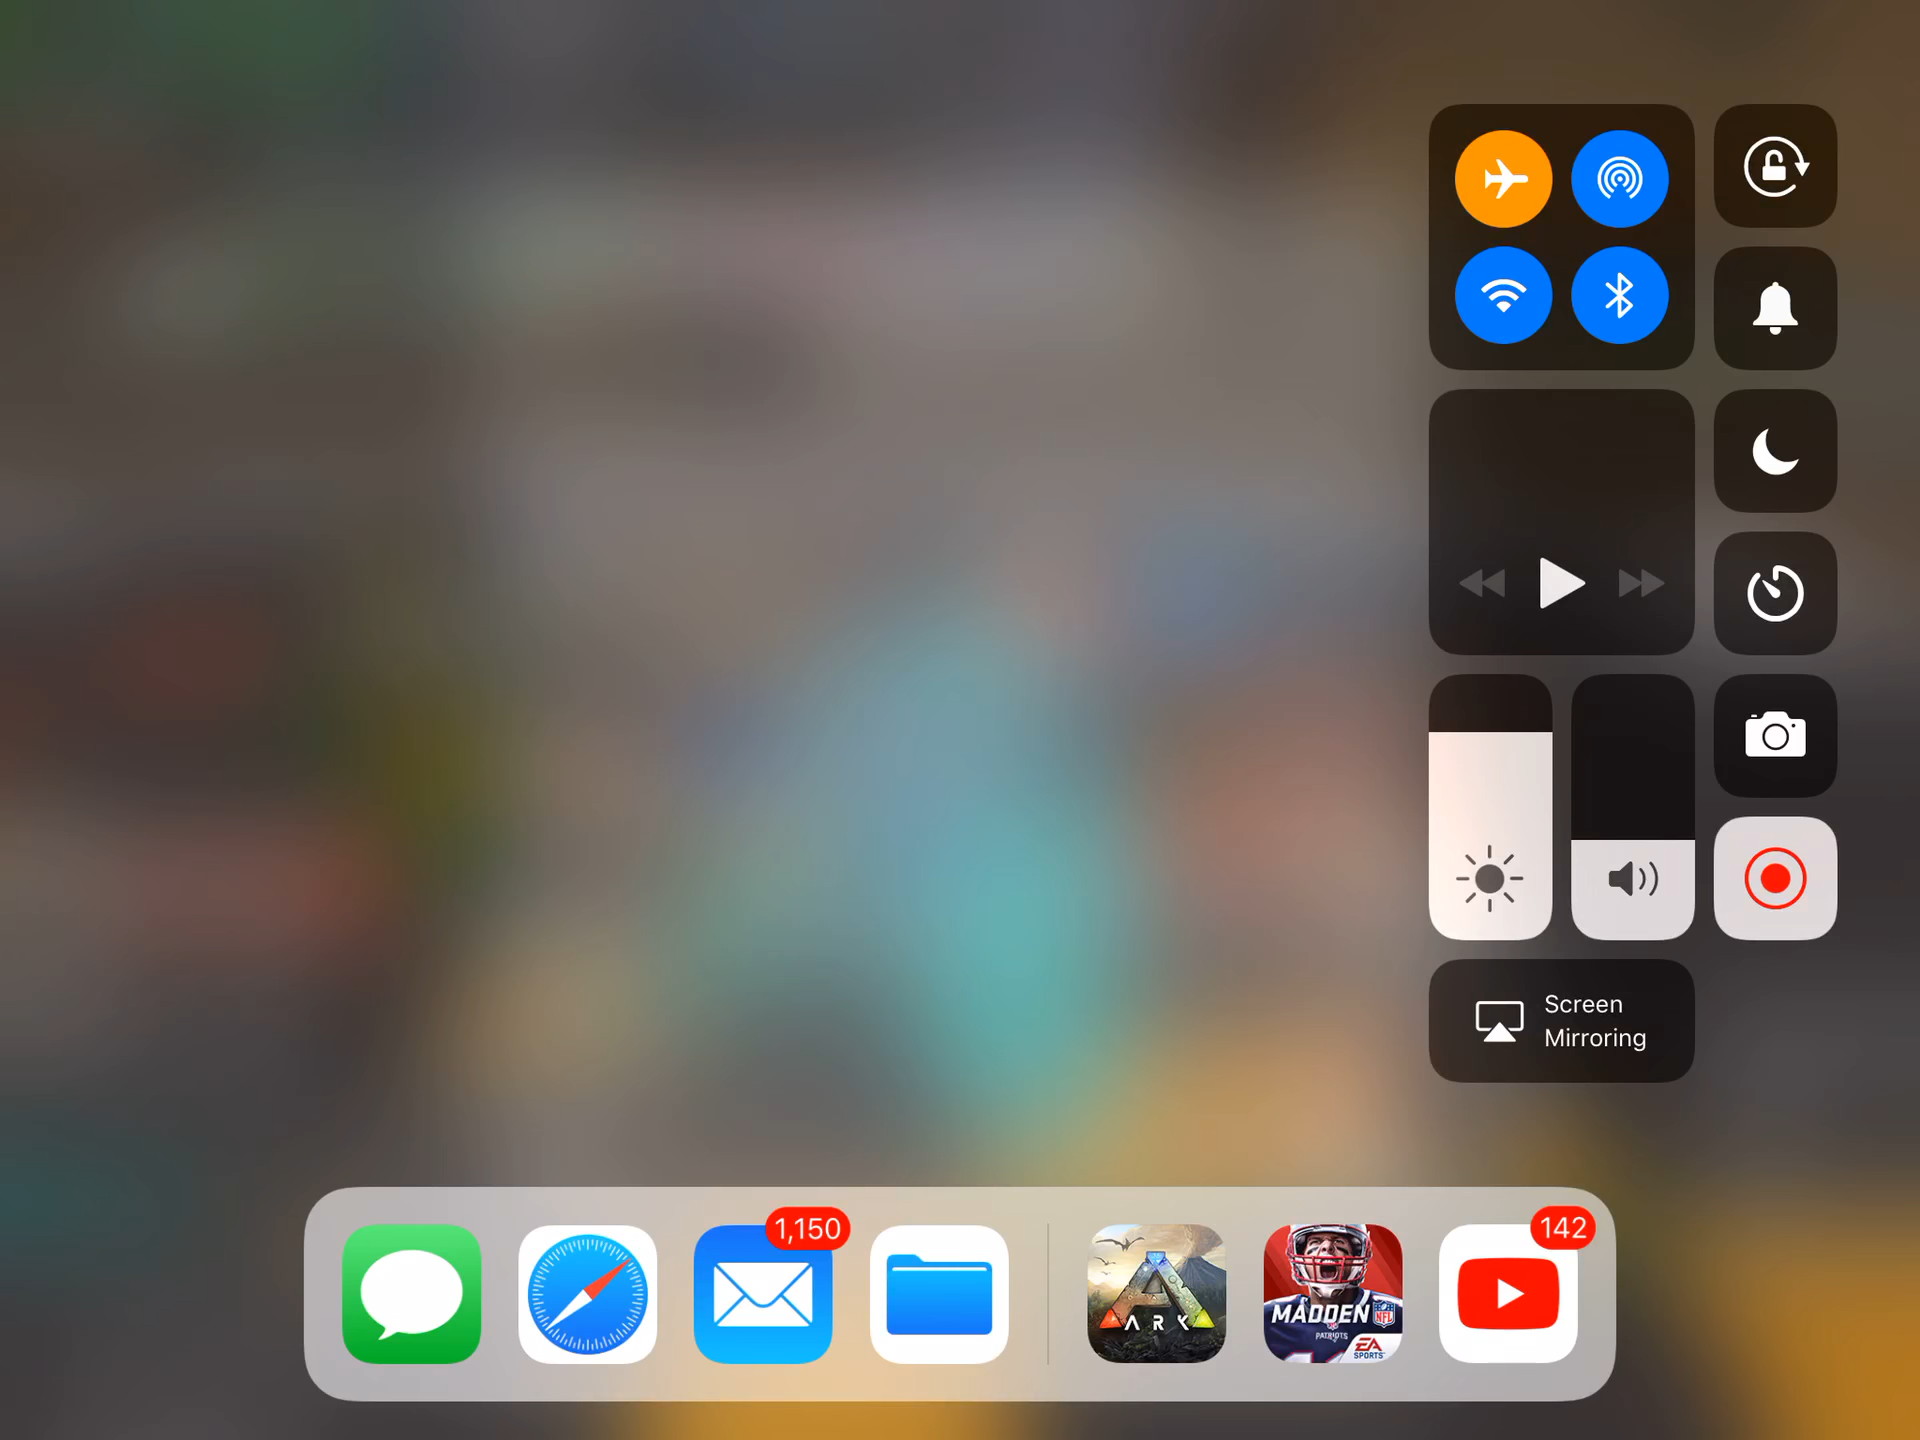 Screen
Mirroring
1,150
142
ARK
MADDEN
NFL
PATRIOTS
EA
SPORTS